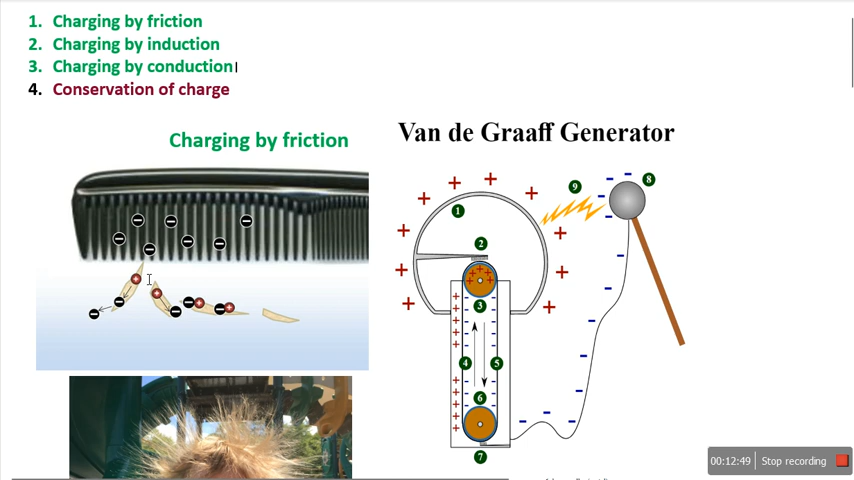 1. Charging by friction
2. Charging by induction
3. Charging by conduction
4. Conservation of charge
Charging by friction
Van de Graaff Generator
1
2
3
4
5
6
7
8
9
00:12:49 Stop recording